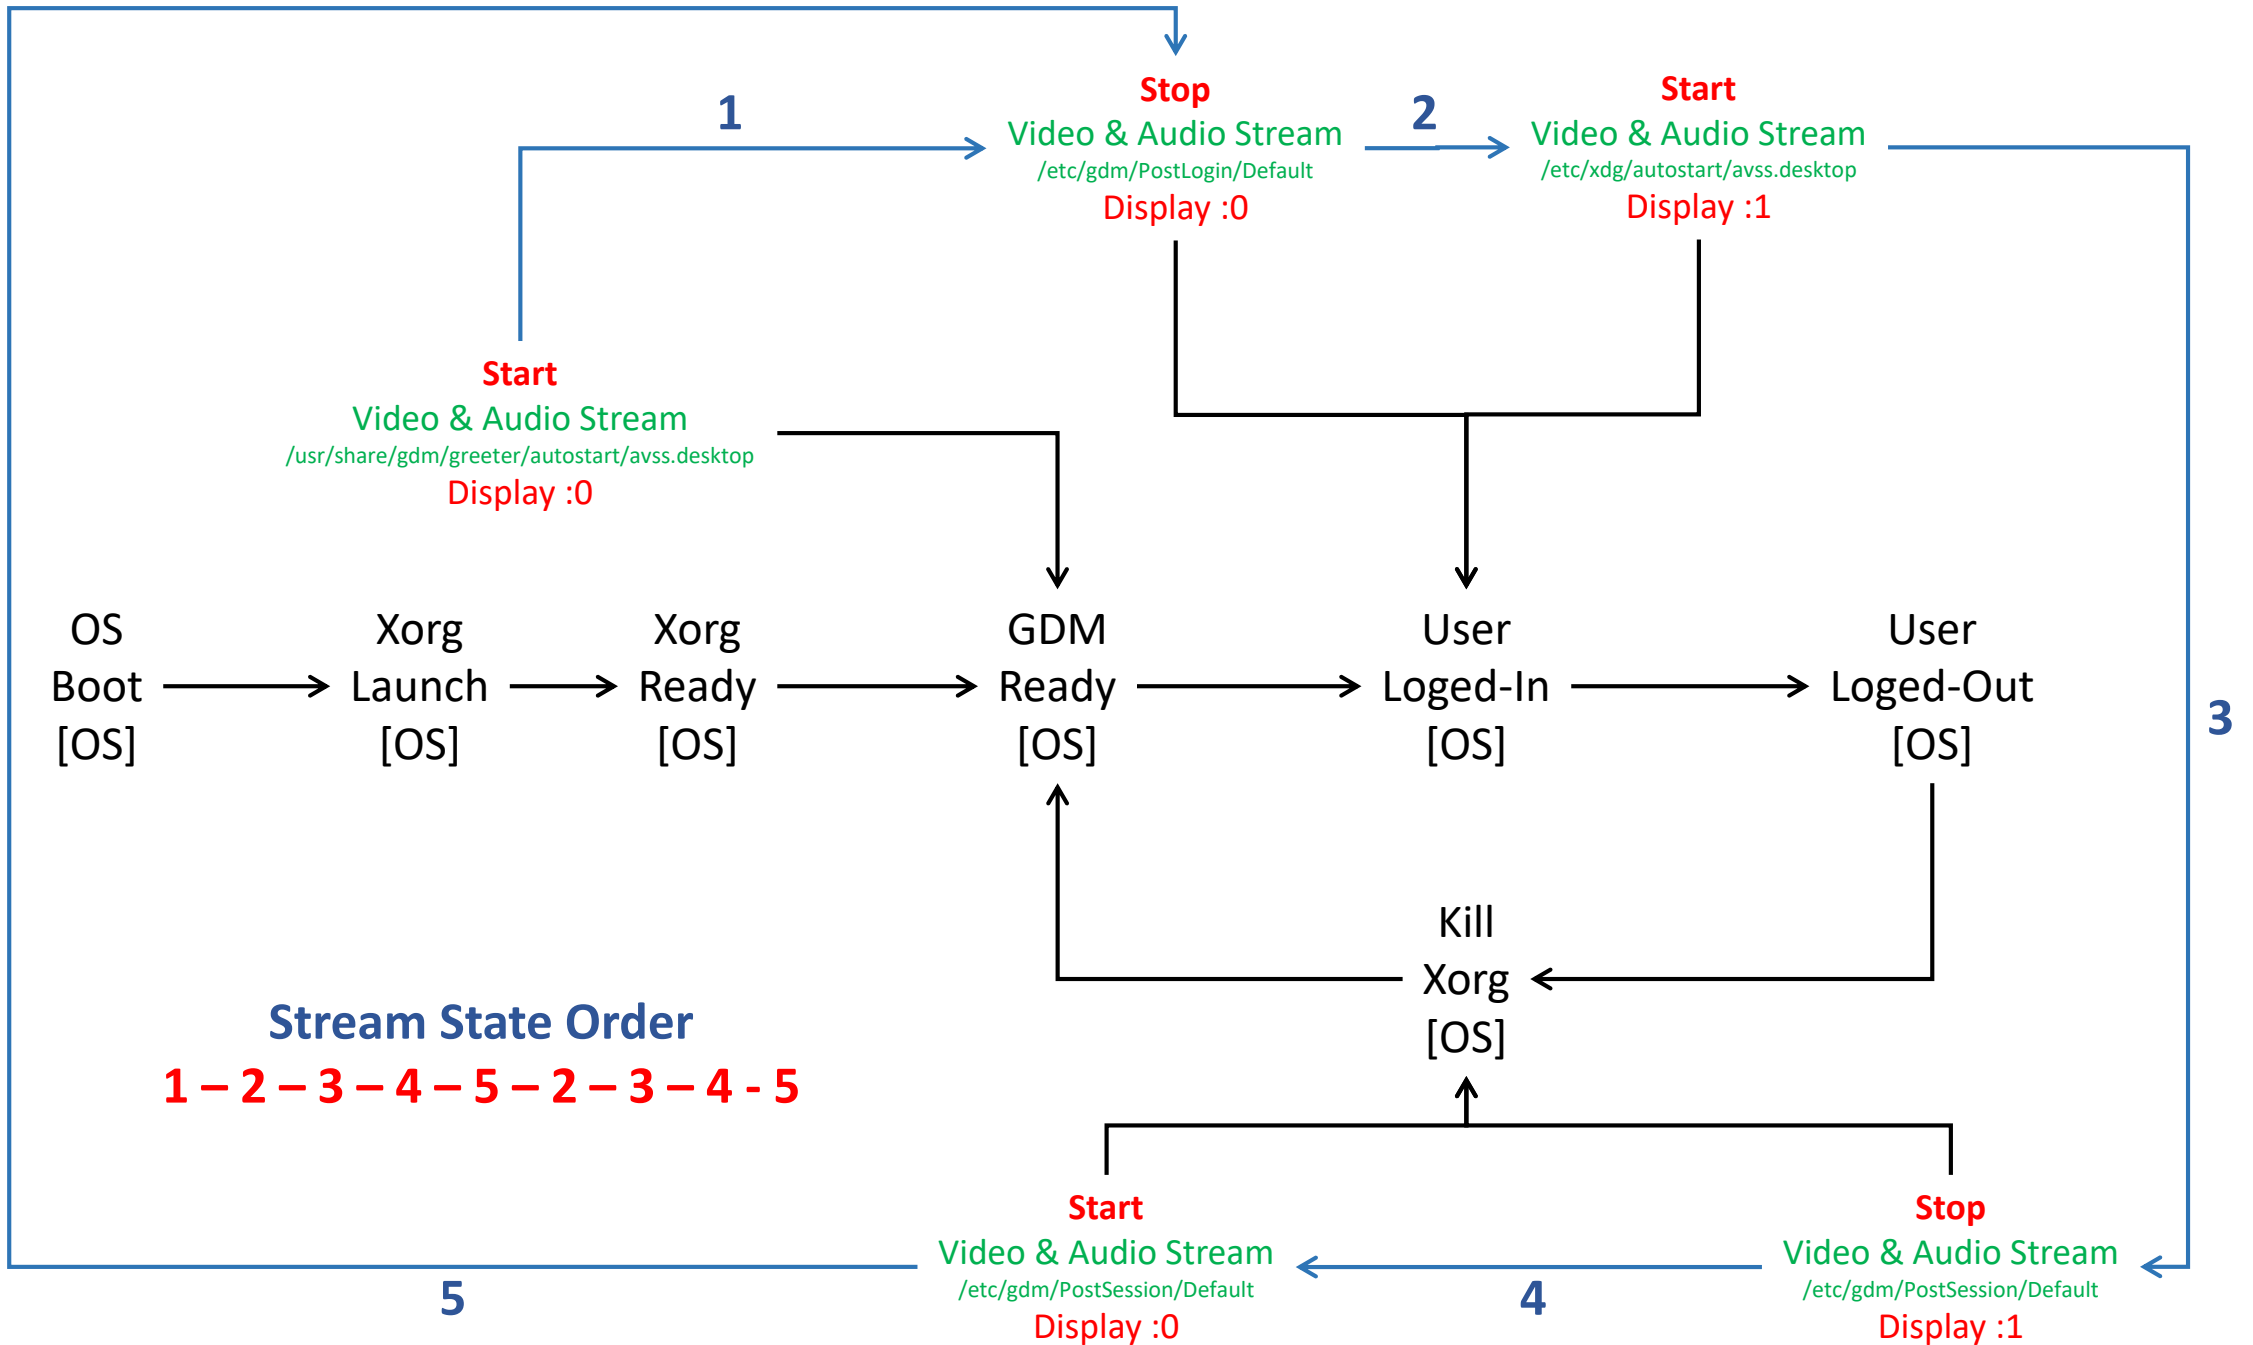 1
Stop
Video & Audio Stream
/etc/gdm/PostLogin/Default
Display :0
2
Start
Video & Audio Stream
/etc/xdg/autostart/avss.desktop
Display :1
Start
Video & Audio Stream
/usr/share/gdm/greeter/autostart/avss.desktop
Display :0
OS
Boot
[OS]
Xorg
Launch
[OS]
Xorg
Ready
[OS]
GDM
Ready
[OS]
User
Loged-In
[OS]
User
Loged-Out
[OS]
3
Kill
Xorg
[OS]
Stream State Order
1 – 2 – 3 – 4 – 5 – 2 – 3 – 4 - 5
Start
Video & Audio Stream
/etc/gdm/PostSession/Default
Display :0
Stop
Video & Audio Stream
/etc/gdm/PostSession/Default
Display :1
5
4